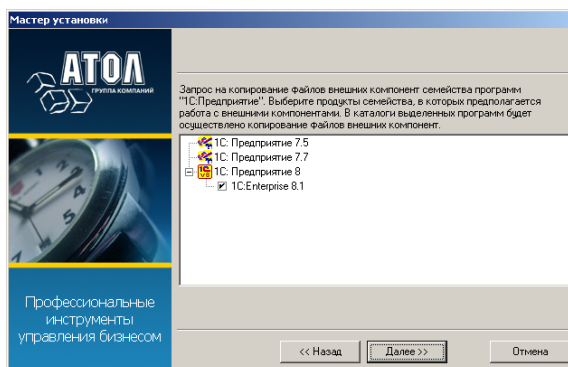 Мастер установки
АТОЛ
ГРУППА КОМПАНИЙ
Запрос на копирование файлов внешних компонент семейства программ
"1С:Предприятие". Выберите продукты семейства, в которых предполагается
работа с внешними компонентами. В каталоги выделенных программ будет
осуществлено копирование файлов внешних компонент.
1С: Предприятие 7.5
1С: Предприятие 7.7
1С: Предприятие 8
1C:Enterprise 8.1
Профессиональные
инструменты
управления бизнесом
<< Назад
Далее >>
Отмена